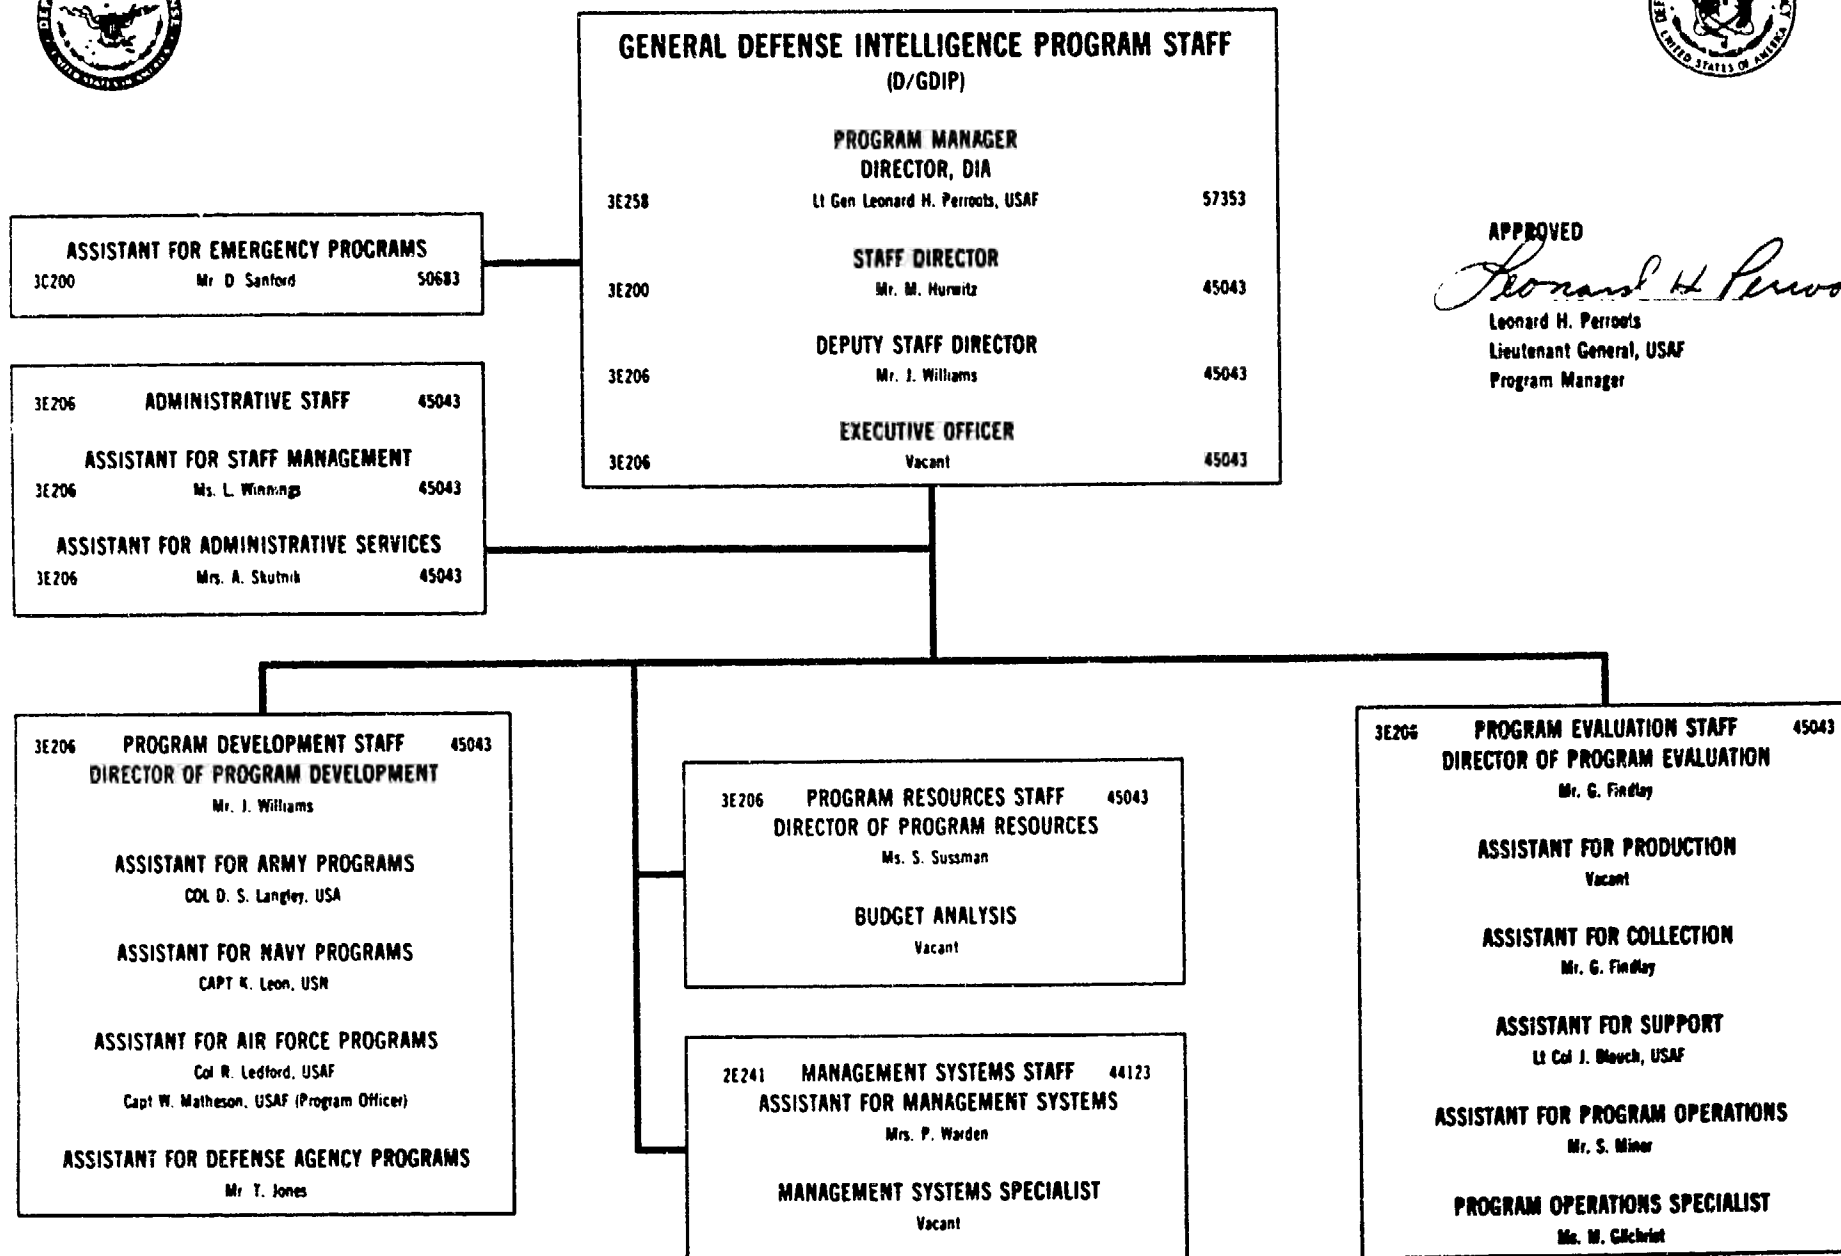 GENERAL DEFENSE INTELLIGENCE PROGRAM STAFF
(D/GDIP)
PROGRAM MANAGER
DIRECTOR, DIA
3E258 Lt Gen Leonard H. Perroots, USAF 57353
STAFF DIRECTOR
3E200 Mr. M. Hurwitz 45043
DEPUTY STAFF DIRECTOR
3E206 Mr. J. Williams 45043
EXECUTIVE OFFICER
3E206 Vacant 45043
UNITED STATES OF AMERICA
APPROVED
Leonard H
Leonard H. Perroots
Lieutenant General, USAF
Program Manager
ASSISTANT FOR EMERGENCY PROGRAMS
3C200 Mr D Sanford 50683
3E206 ADMINISTRATIVE STAFF 45043
ASSISTANT FOR STAFF MANAGEMENT
3E206 Ms. L. Winnings 45043
ASSISTANT FOR ADMINISTRATIVE SERVICES
3E206 Mrs. A. Skutnik 45043
3E206 PROGRAM DEVELOPMENT STAFF 45043
DIRECTOR OF PROGRAM DEVELOPMENT
Mr. J. Williams
ASSISTANT FOR ARMY PROGRAMS
COL D. S. Langley, USA
ASSISTANT FOR NAVY PROGRAMS
CAPT K. Leon, USN
ASSISTANT FOR AIR FORCE PROGRAMS
Col R. Ledford, USAF
Capt W. Matheson, USAF (Program Officer)
ASSISTANT FOR DEFENSE AGENCY PROGRAMS
Mr T. Jones
3E206 PROGRAM RESOURCES STAFF 45043
DIRECTOR OF PROGRAM RESOURCES
Ms. S. Sussman
BUDGET ANALYSIS
Vacant
2E241 MANAGEMENT SYSTEMS STAFF 44123
ASSISTANT FOR MANAGEMENT SYSTEMS
Mrs. P. Warden
MANAGEMENT SYSTEMS SPECIALIST
Vacant
3E206 PROGRAM EVALUATION STAFF 45043
DIRECTOR OF PROGRAM EVALUATION
Mr. G. Findlay
ASSISTANT FOR PRODUCTION
Vacant
ASSISTANT FOR COLLECTION
Mr. G. Findlay
ASSISTANT FOR SUPPORT
Lt Col J. Blauch, USAF
ASSISTANT FOR PROGRAM OPERATIONS
Mr. S. Miner
PROGRAM OPERATIONS SPECIALIST
Ms. M. Gilchrist